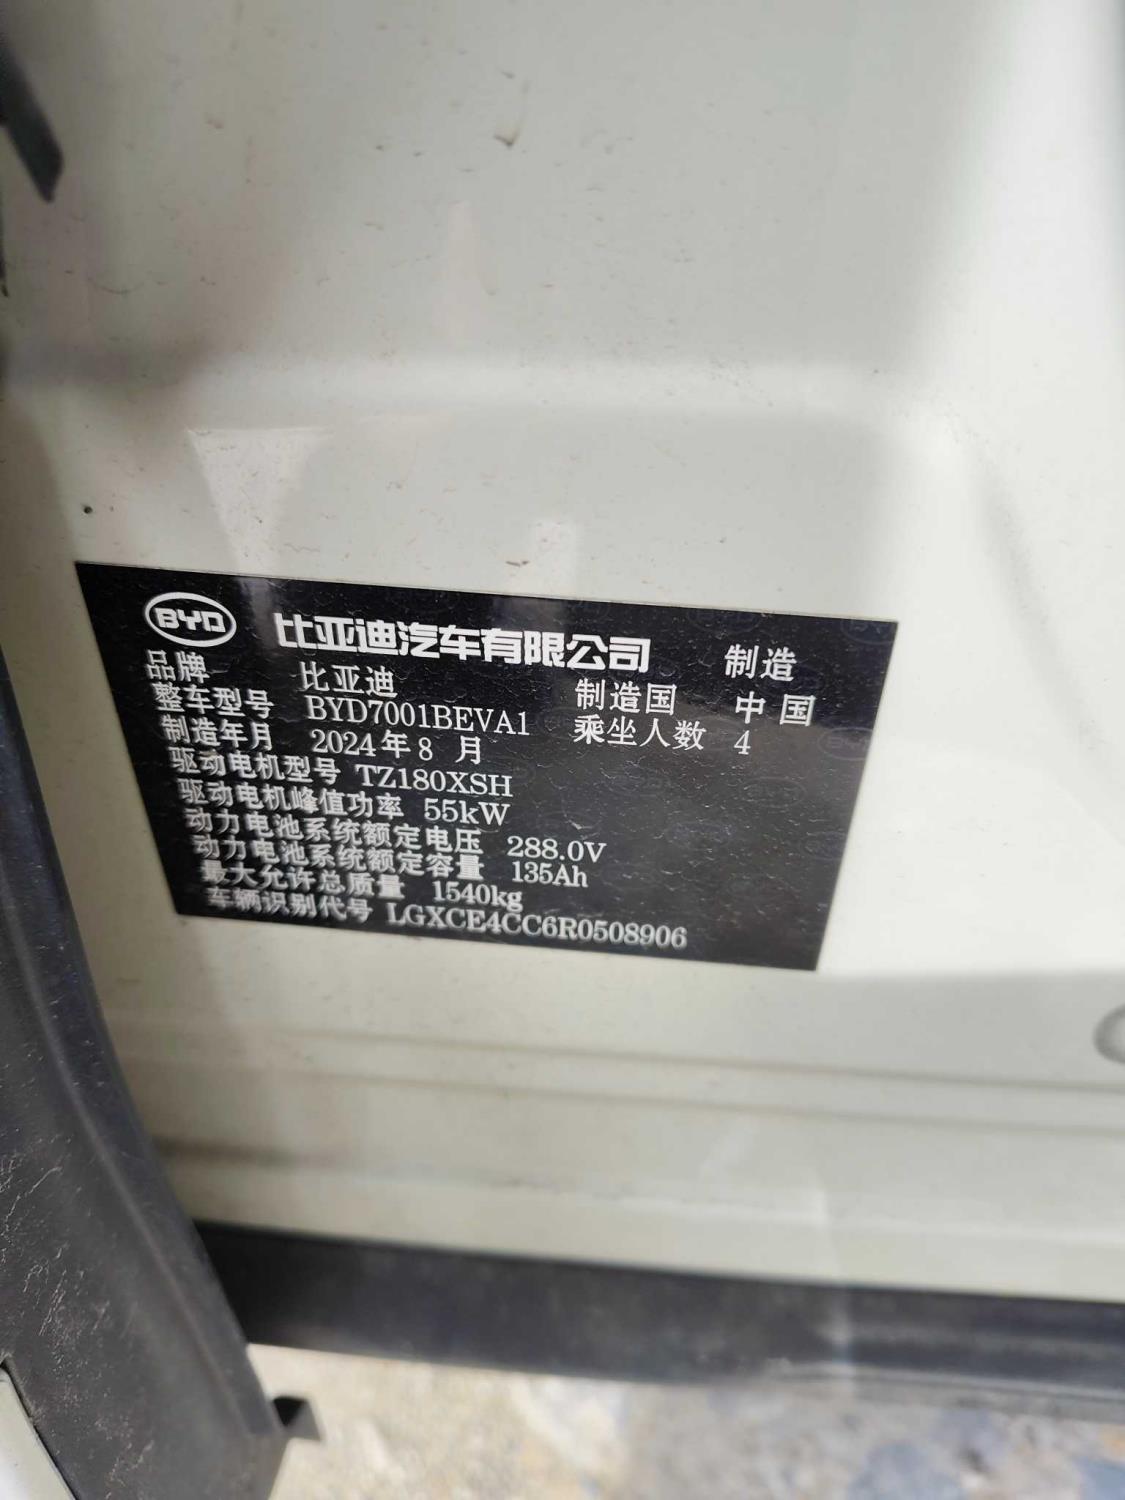 BYD 比亚迪汽车有限公司 制造
品牌 比亚迪 制造国 中国
整车型号 BYD7001BEVA1 乘坐人数 4
制造年月 2024年8月
驱动电机型号 TZ180XSH
驱动电机峰值功率 55kW
动力电池系统额定电压 288.0V
动力电池系统额定容量 135Ah
最大允许总质量 1540kg
车辆识别代号 LGXCE4CC6R0508906